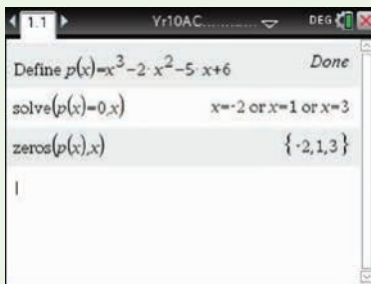 1.1 Yr10AC............ DEG
Define p(x)=x³−2·x²−5·x+6 Done
solve(p(x)=0,x) x=-2 or x=1 or x=3
zeros(p(x),x) {-2,1,3}